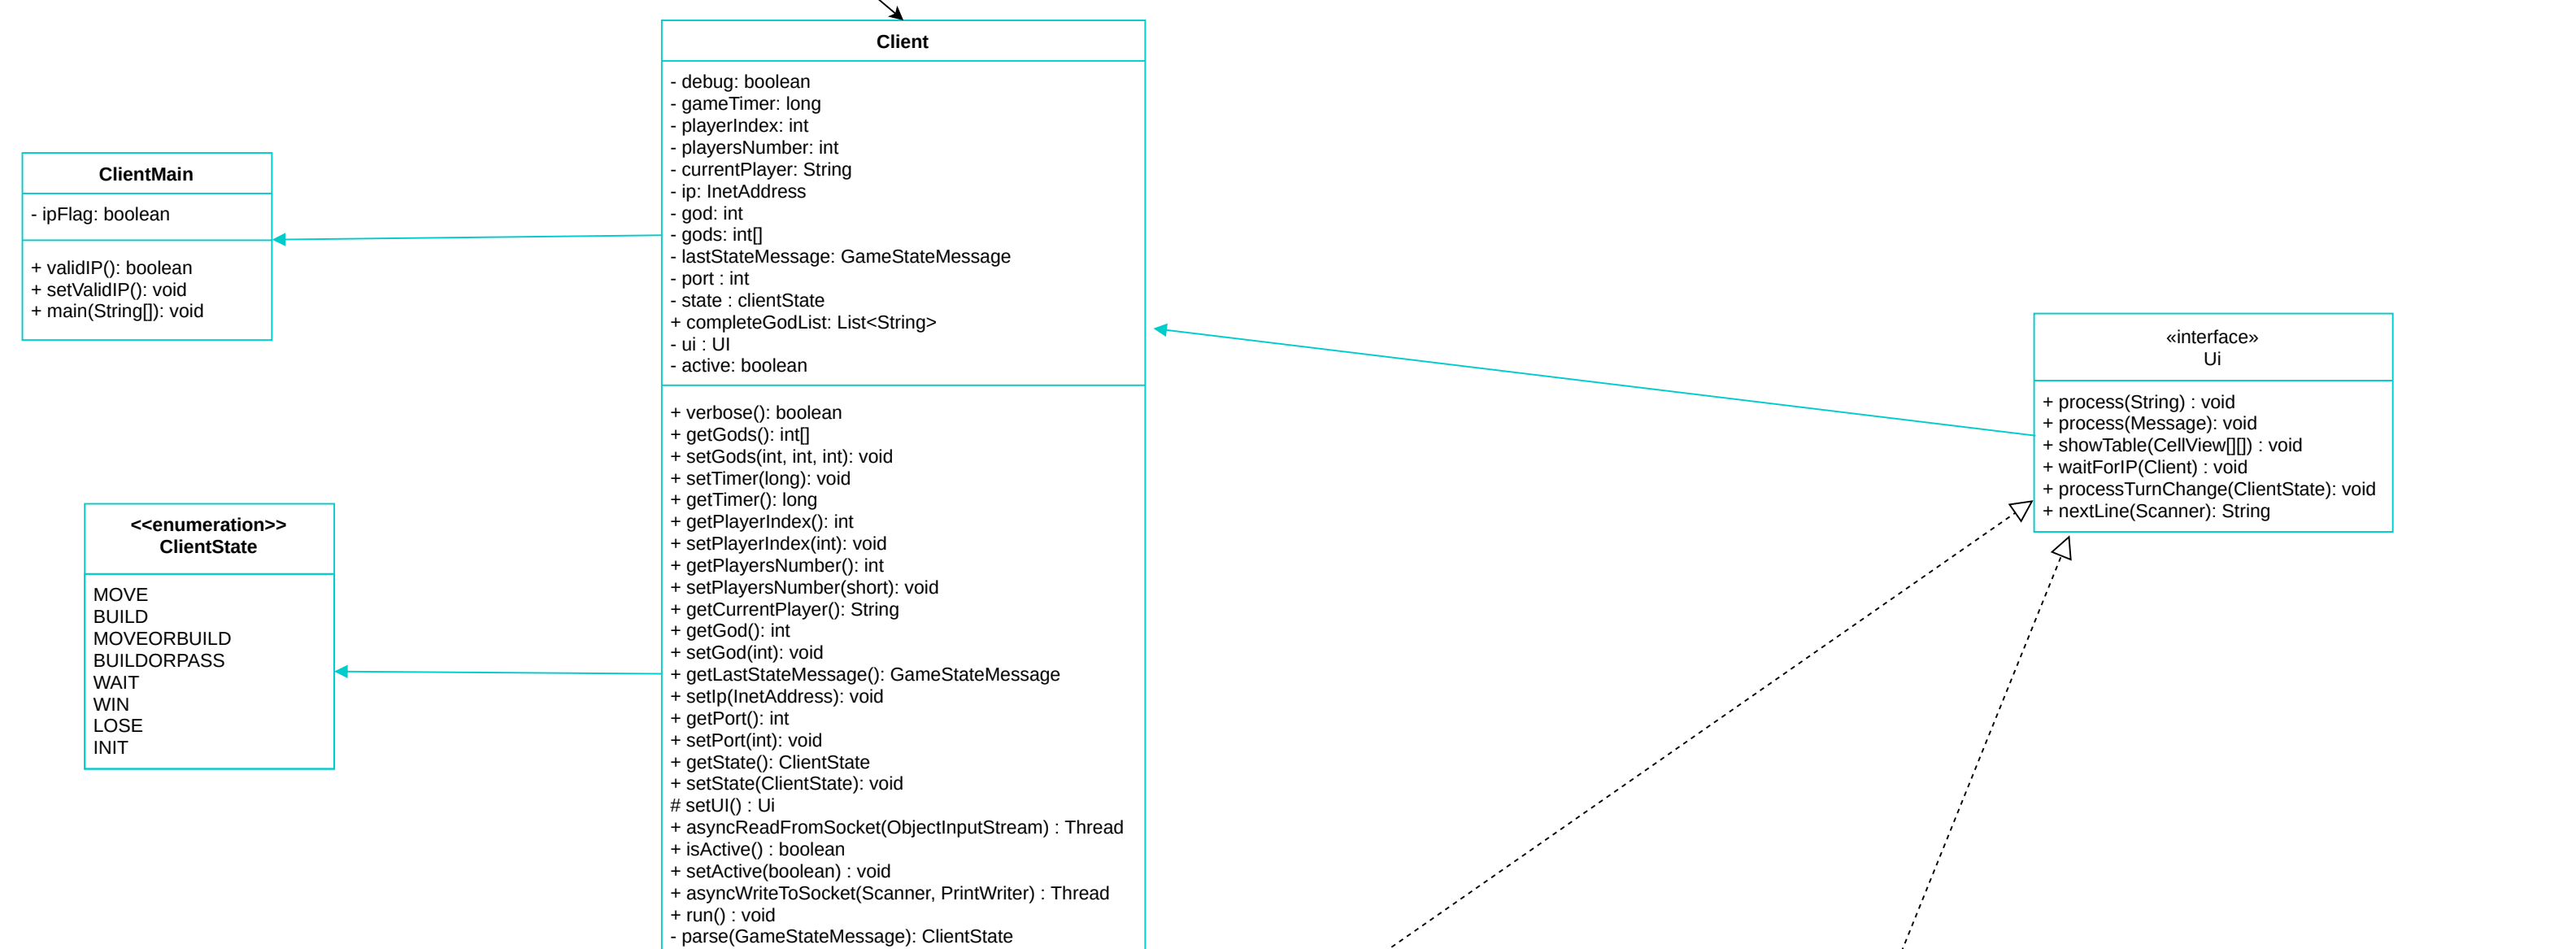 Client
- debug: boolean
- gameTimer: long
- playerIndex: int
- playersNumber: int
- currentPlayer: String
- ip: InetAddress
- god: int
- gods: int[]
- lastStateMessage: GameStateMessage
- port : int
- state : clientState
+ completeGodList: List<String>
- ui : UI
- active: boolean
+ verbose(): boolean
+ getGods(): int[]
+ setGods(int, int, int): void
+ setTimer(long): void
+ getTimer(): long
+ getPlayerIndex(): int
+ setPlayerIndex(int): void
+ getPlayersNumber(): int
+ setPlayersNumber(short): void
+ getCurrentPlayer(): String
+ getGod(): int
+ setGod(int): void
+ getLastStateMessage(): GameStateMessage
+ setIp(InetAddress): void
+ getPort(): int
+ setPort(int): void
+ getState(): ClientState
+ setState(ClientState): void
# setUI() : Ui
+ asyncReadFromSocket(ObjectInputStream) : Thread
+ isActive() : boolean
+ setActive(boolean) : void
+ asyncWriteToSocket(Scanner, PrintWriter) : Thread
+ run() : void
- parse(GameStateMessage): ClientState
ClientMain
- ipFlag: boolean
+ validIP(): boolean
+ setValidIP(): void
+ main(String[]): void
<<enumeration>>
ClientState
MOVE
BUILD
MOVEORBUILD
BUILDORPASS
WAIT
WIN
LOSE
INIT
«interface»
Ui
+ process(String) : void
+ process(Message): void
+ showTable(CellView[][]) : void
+ waitForIP(Client) : void
+ processTurnChange(ClientState): void
+ nextLine(Scanner): String